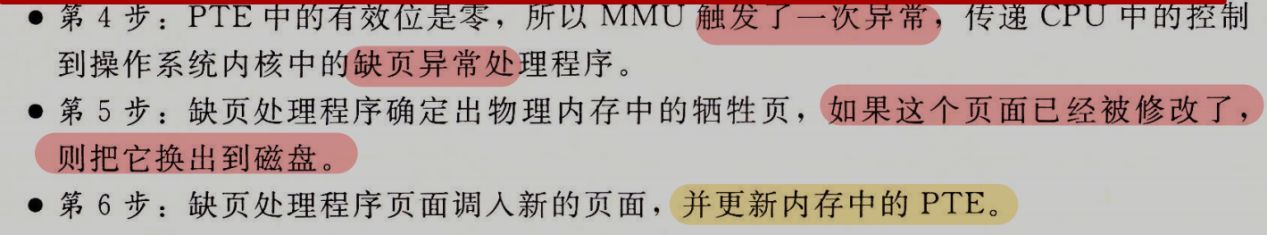 ● 第 4 步：PTE 中的有效位是零，所以 MMU 触发了一次异常，传递 CPU 中的控制
到操作系统内核中的缺页异常处理程序。
● 第 5 步：缺页处理程序确定出物理内存中的牺牲页，如果这个页面已经被修改了，
则把它换出到磁盘。
● 第 6 步：缺页处理程序页面调入新的页面，并更新内存中的 PTE。